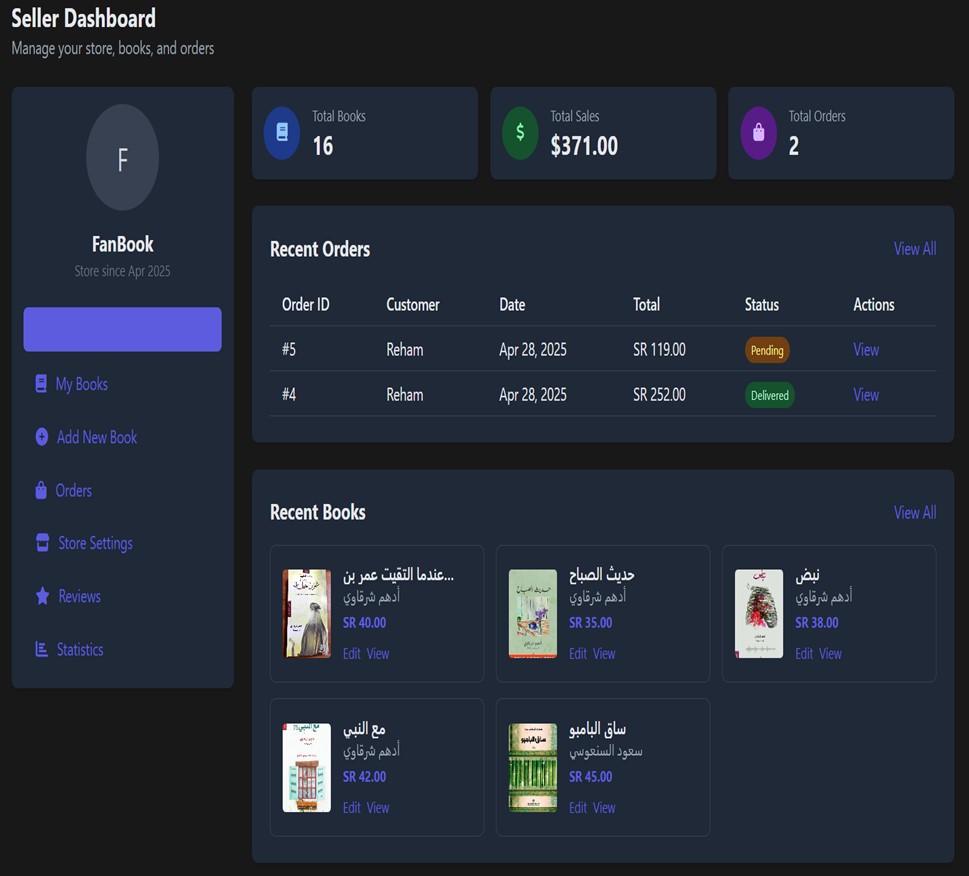 Seller Dashboard
Manage your store, books, and orders
F
FanBook
Store since Apr 2025
My Books
Add New Book
Orders
Store Settings
Reviews
Statistics
Total Books
16
Total Sales
$371.00
Total Orders
2
Recent Orders
View All
Order ID Customer Date Total Status Actions
#5 Reham Apr 28, 2025 SR 119.00 Pending View
#4 Reham Apr 28, 2025 SR 252.00 Delivered View
Recent Books
View All
عندما التقيت عمر بن...
أدهم شرقاوي
SR 40.00
Edit View
حديث الصباح
أدهم شرقاوي
SR 35.00
Edit View
نبض
أدهم شرقاوي
SR 38.00
Edit View
مع النبي
أدهم شرقاوي
SR 42.00
Edit View
ساق البامبو
سعود السنعوسي
SR 45.00
Edit View